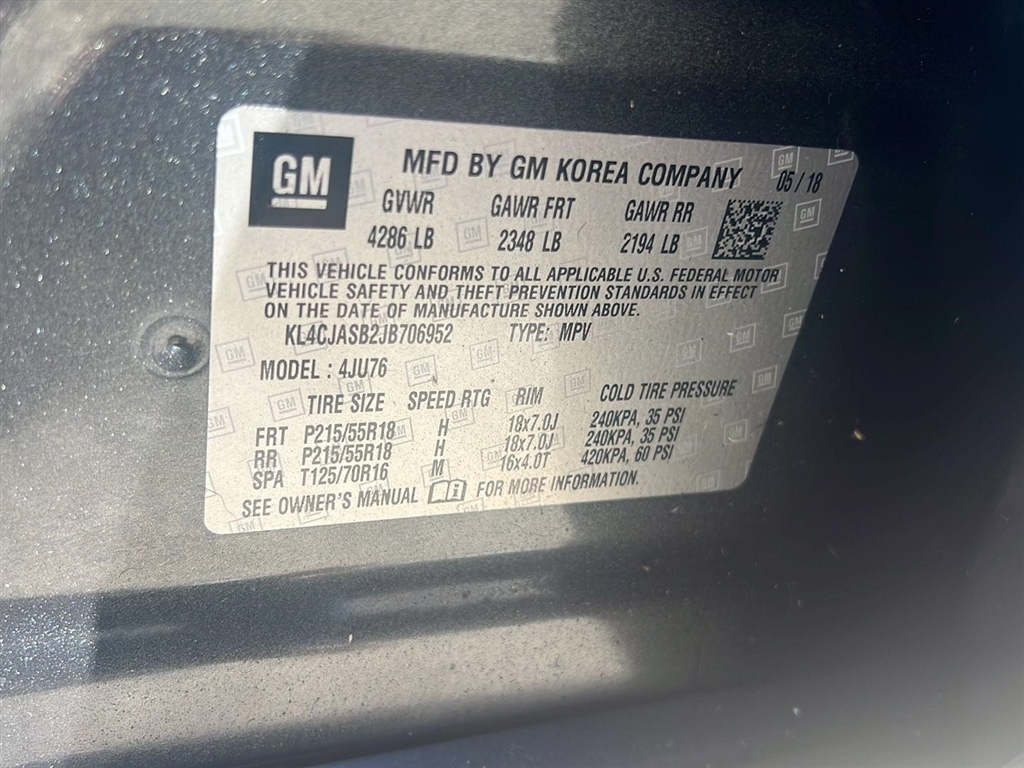 GM
MFD BY GM KOREA COMPANY 05 / 18
GVWR GAWR FRT GAWR RR
4286 LB 2348 LB 2194 LB
THIS VEHICLE CONFORMS TO ALL APPLICABLE U.S. FEDERAL MOTOR
VEHICLE SAFETY AND THEFT PREVENTION STANDARDS IN EFFECT
ON THE DATE OF MANUFACTURE SHOWN ABOVE.
KL4CJASB2JB706952 TYPE: MPV
MODEL : 4JU76
TIRE SIZE SPEED RTG RIM COLD TIRE PRESSURE
FRT P215/55R18 H 18x7.0J 240KPA, 35 PSI
RR P215/55R18 H 18x7.0J 240KPA, 35 PSI
SPA T125/70R16 M 16x4.0T 420KPA, 60 PSI
SEE OWNER'S MANUAL FOR MORE INFORMATION.